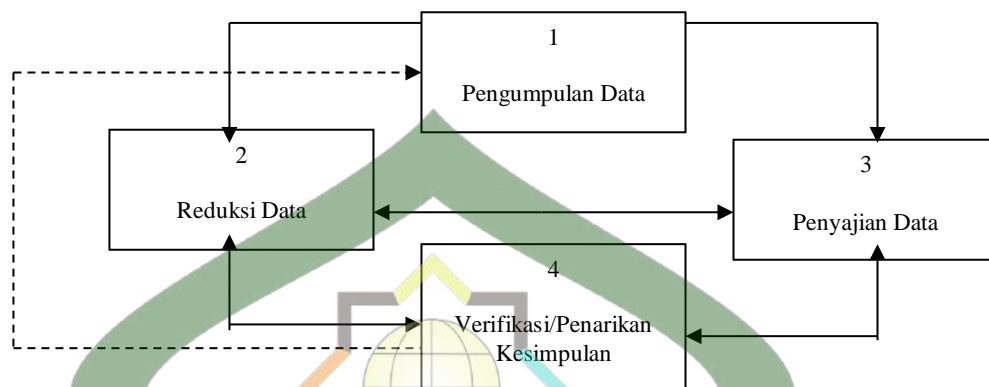 1
Pengumpulan Data
2
Reduksi Data
3
Penyajian Data
4
Verifikasi/Penarikan
Kesimpulan